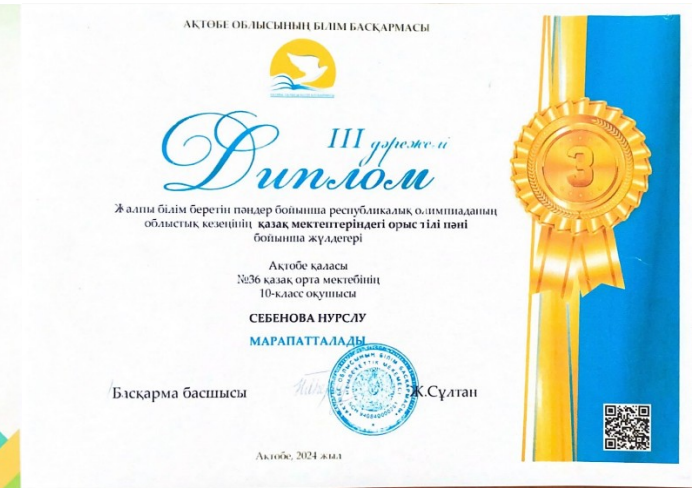 АҚТӨБЕ ОБЛЫСЫНЫҢ БІЛІМ БАСҚАРМАСЫ
III дәрежелі
Диплом
Жалпы білім беретін пәндер бойынша республикалық олимпиаданың
облыстық кезеңінің қазақ мектептеріндегі орыс тілі пәні
бойынша жүлдегері
Ақтөбе қаласы
№36 қазақ орта мектебінің
10-класс оқушысы
СЕБЕНОВА НУРСЛУ
МАРАПАТТАЛАДЫ
Басқарма басшысы
Ж.Сұлтан
Ақтөбе, 2024 жыл
3